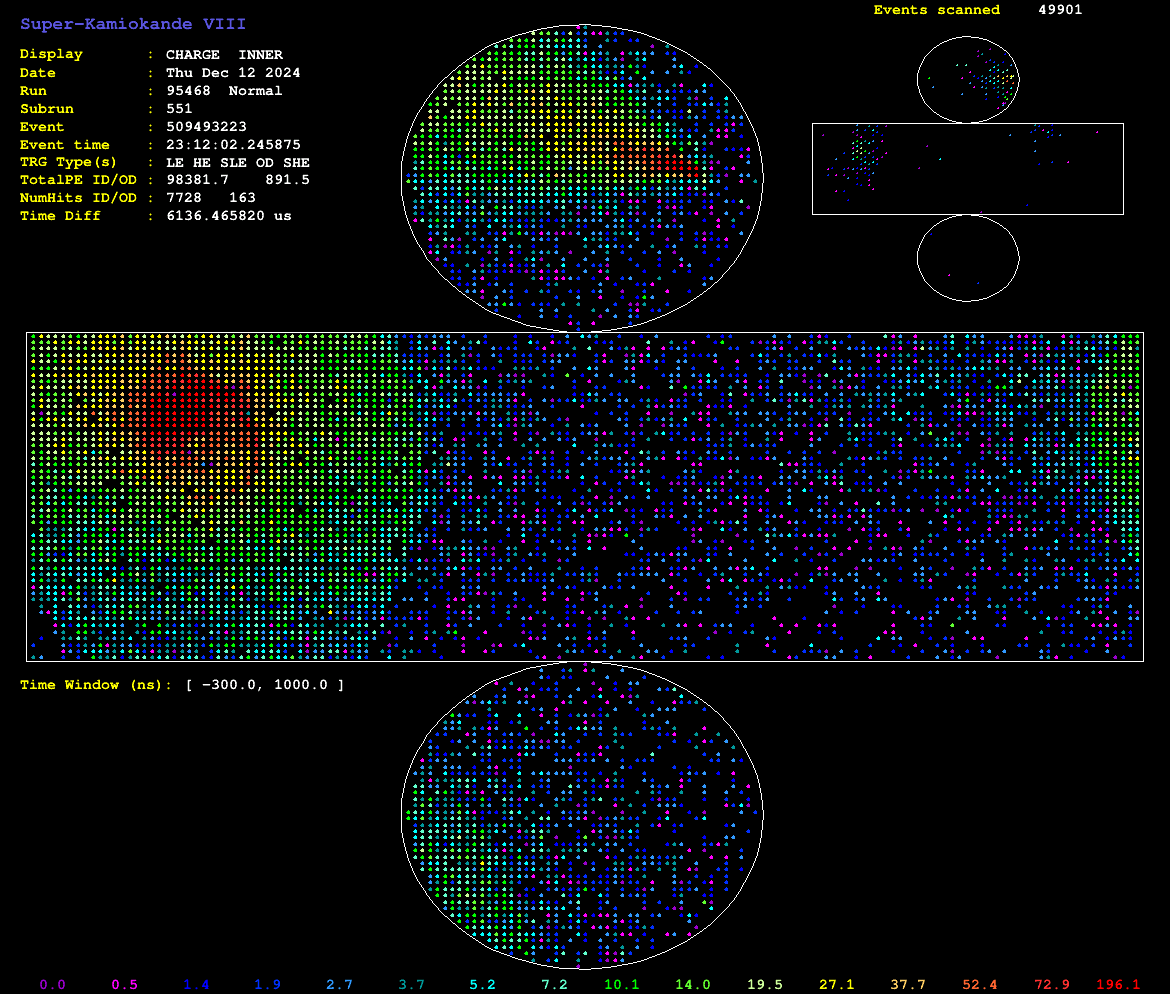 Super-Kamiokande VIII
Events scanned 49901
Display : CHARGE INNER
Date : Thu Dec 12 2024
Run : 95468 Normal
Subrun : 551
Event : 509493223
Event time : 23:12:02.245875
TRG Type(s) : LE HE SLE OD SHE
TotalPE ID/OD : 98381.7 891.5
NumHits ID/OD : 7728 163
Time Diff : 6136.465820 us
Time Window (ns): [ -300.0, 1000.0 ]
0.0 0.5 1.4 1.9 2.7 3.7 5.2 7.2 10.1 14.0 19.5 27.1 37.7 52.4 72.9 196.1